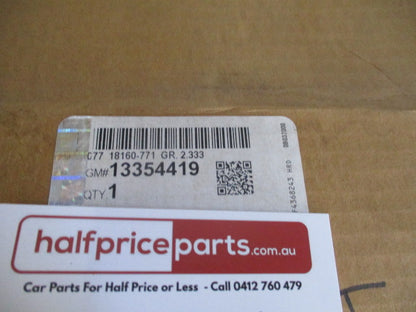 C77 18160-771 GR. 2.333
GM# 13354419
QTY. 1
halfpriceparts.com.au
Car Parts For Half Price or Less - Call 0412 760 479